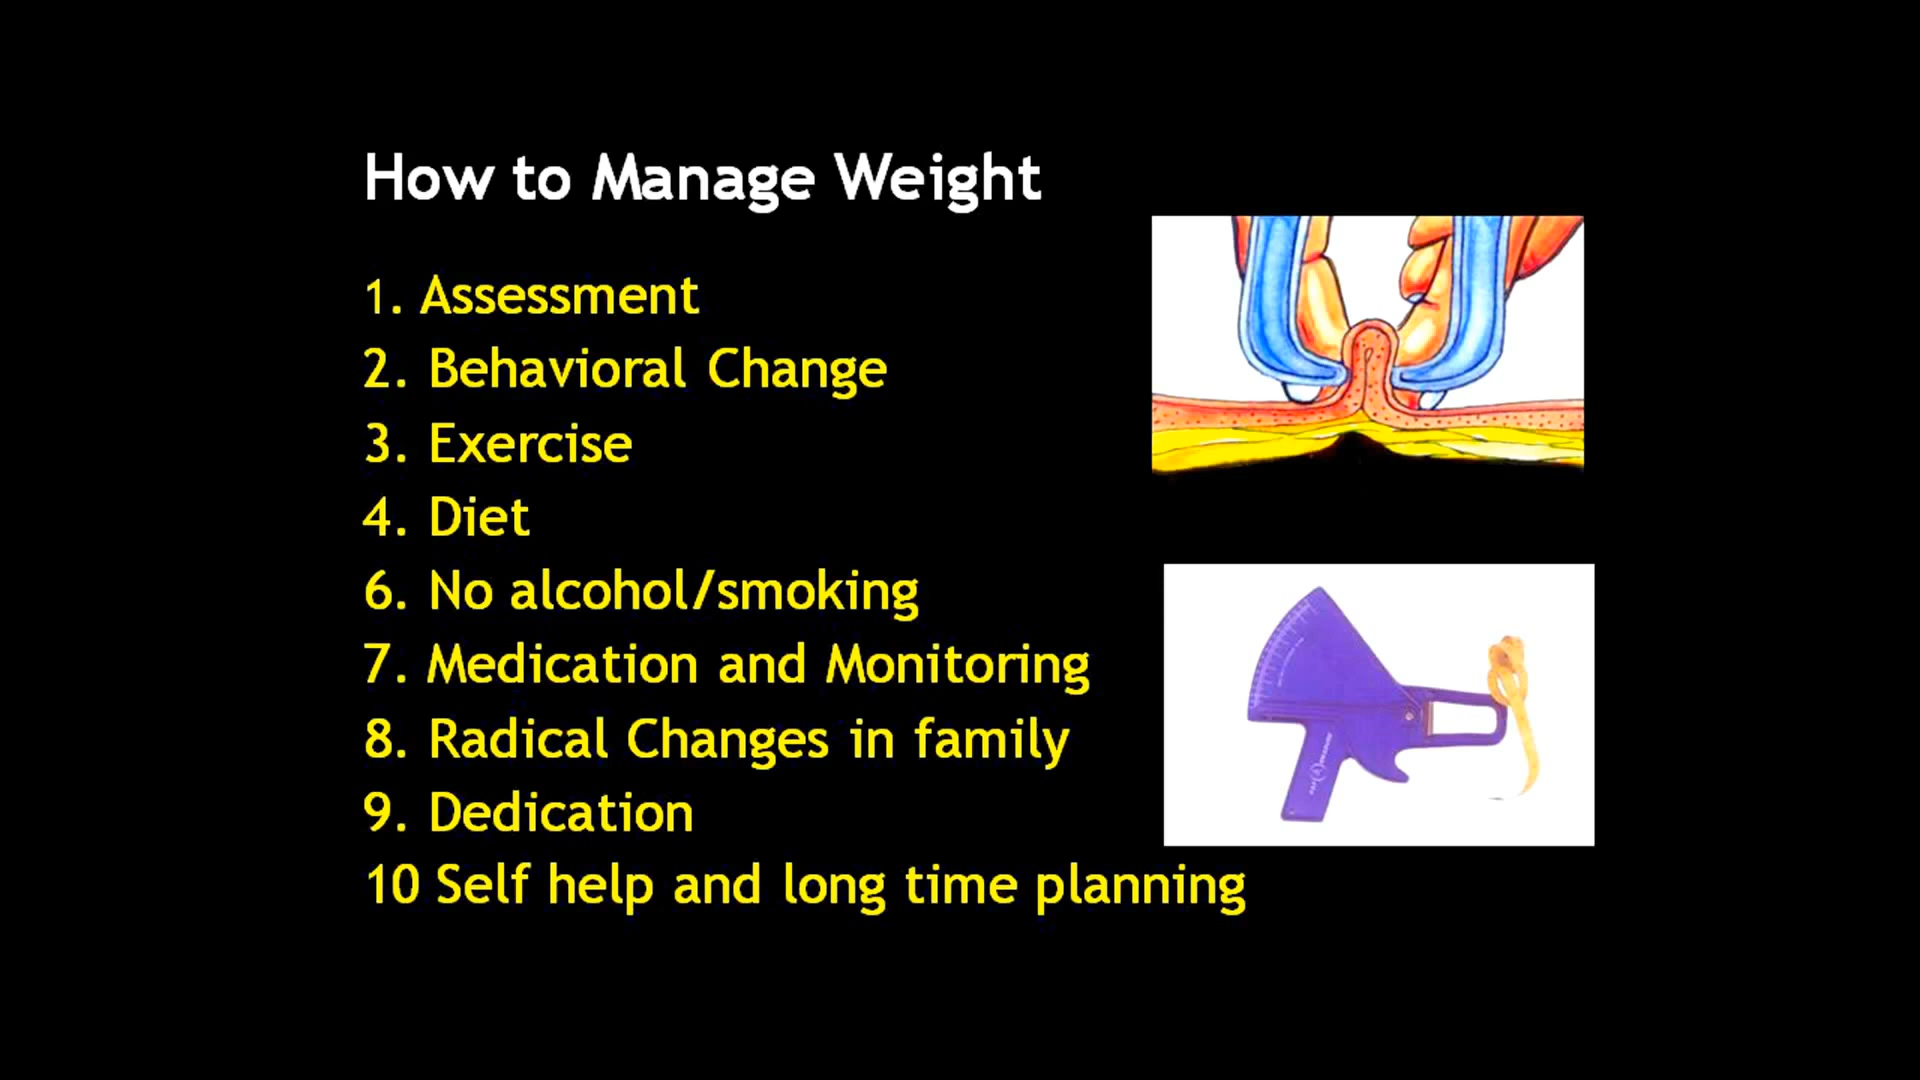 How to Manage Weight
1. Assessment
2. Behavioral Change
3. Exercise
4. Diet
6. No alcohol/smoking
7. Medication and Monitoring
8. Radical Changes in family
9. Dedication
10 Self help and long time planning